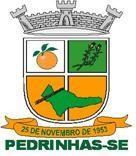 25 DE NOVEMBRO DE 1953
PEDRINHAS-SE